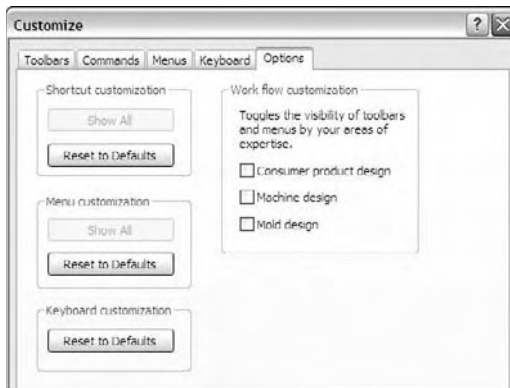 Customize
Toolbars Commands Menus Keyboard Options
Shortcut customization
Show All
Reset to Defaults
Menu customization
Show All
Reset to Defaults
Keyboard customization
Reset to Defaults
Work flow customization
Toggles the visibility of toolbars
and menus by your areas of
expertise.
Consumer product design
Machine design
Mold design